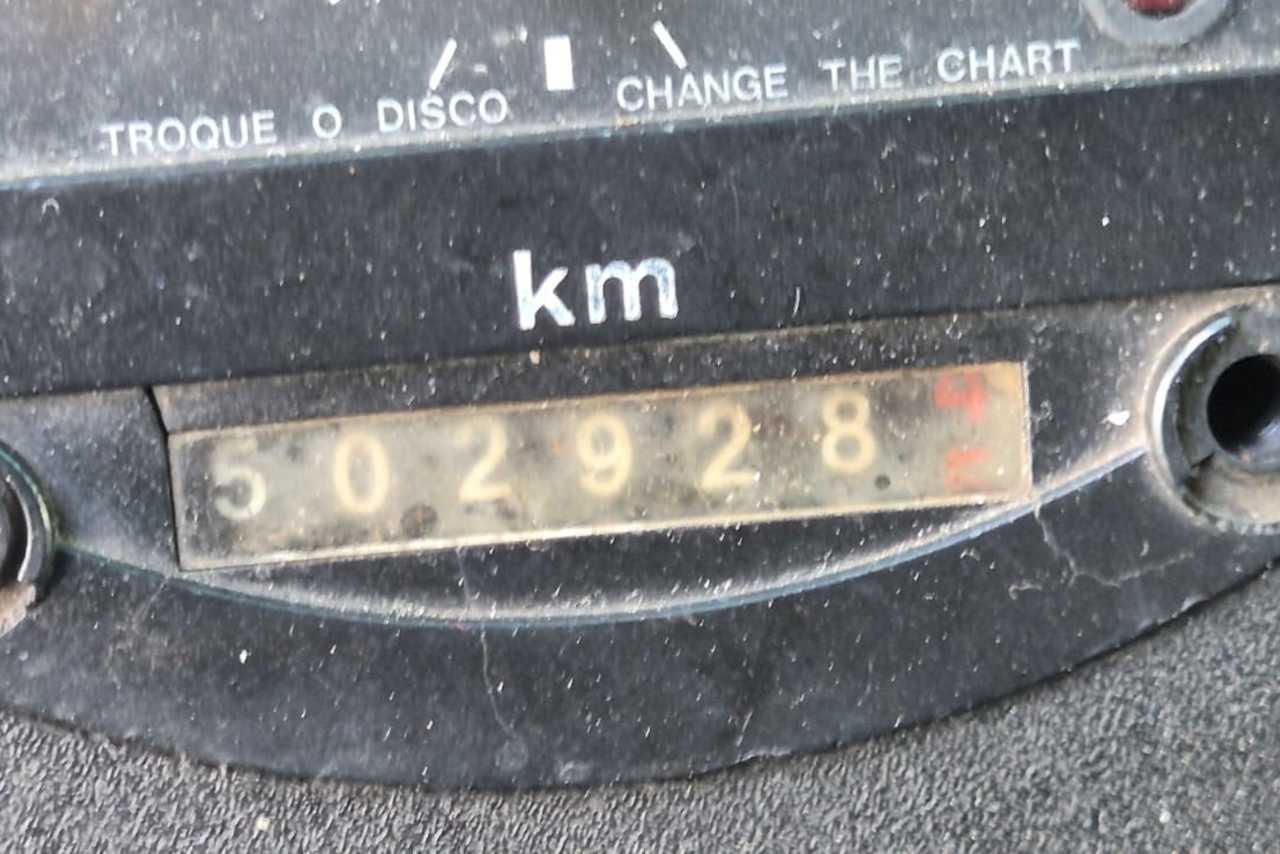 TROQUE O DISCO CHANGE THE CHART
km
502928